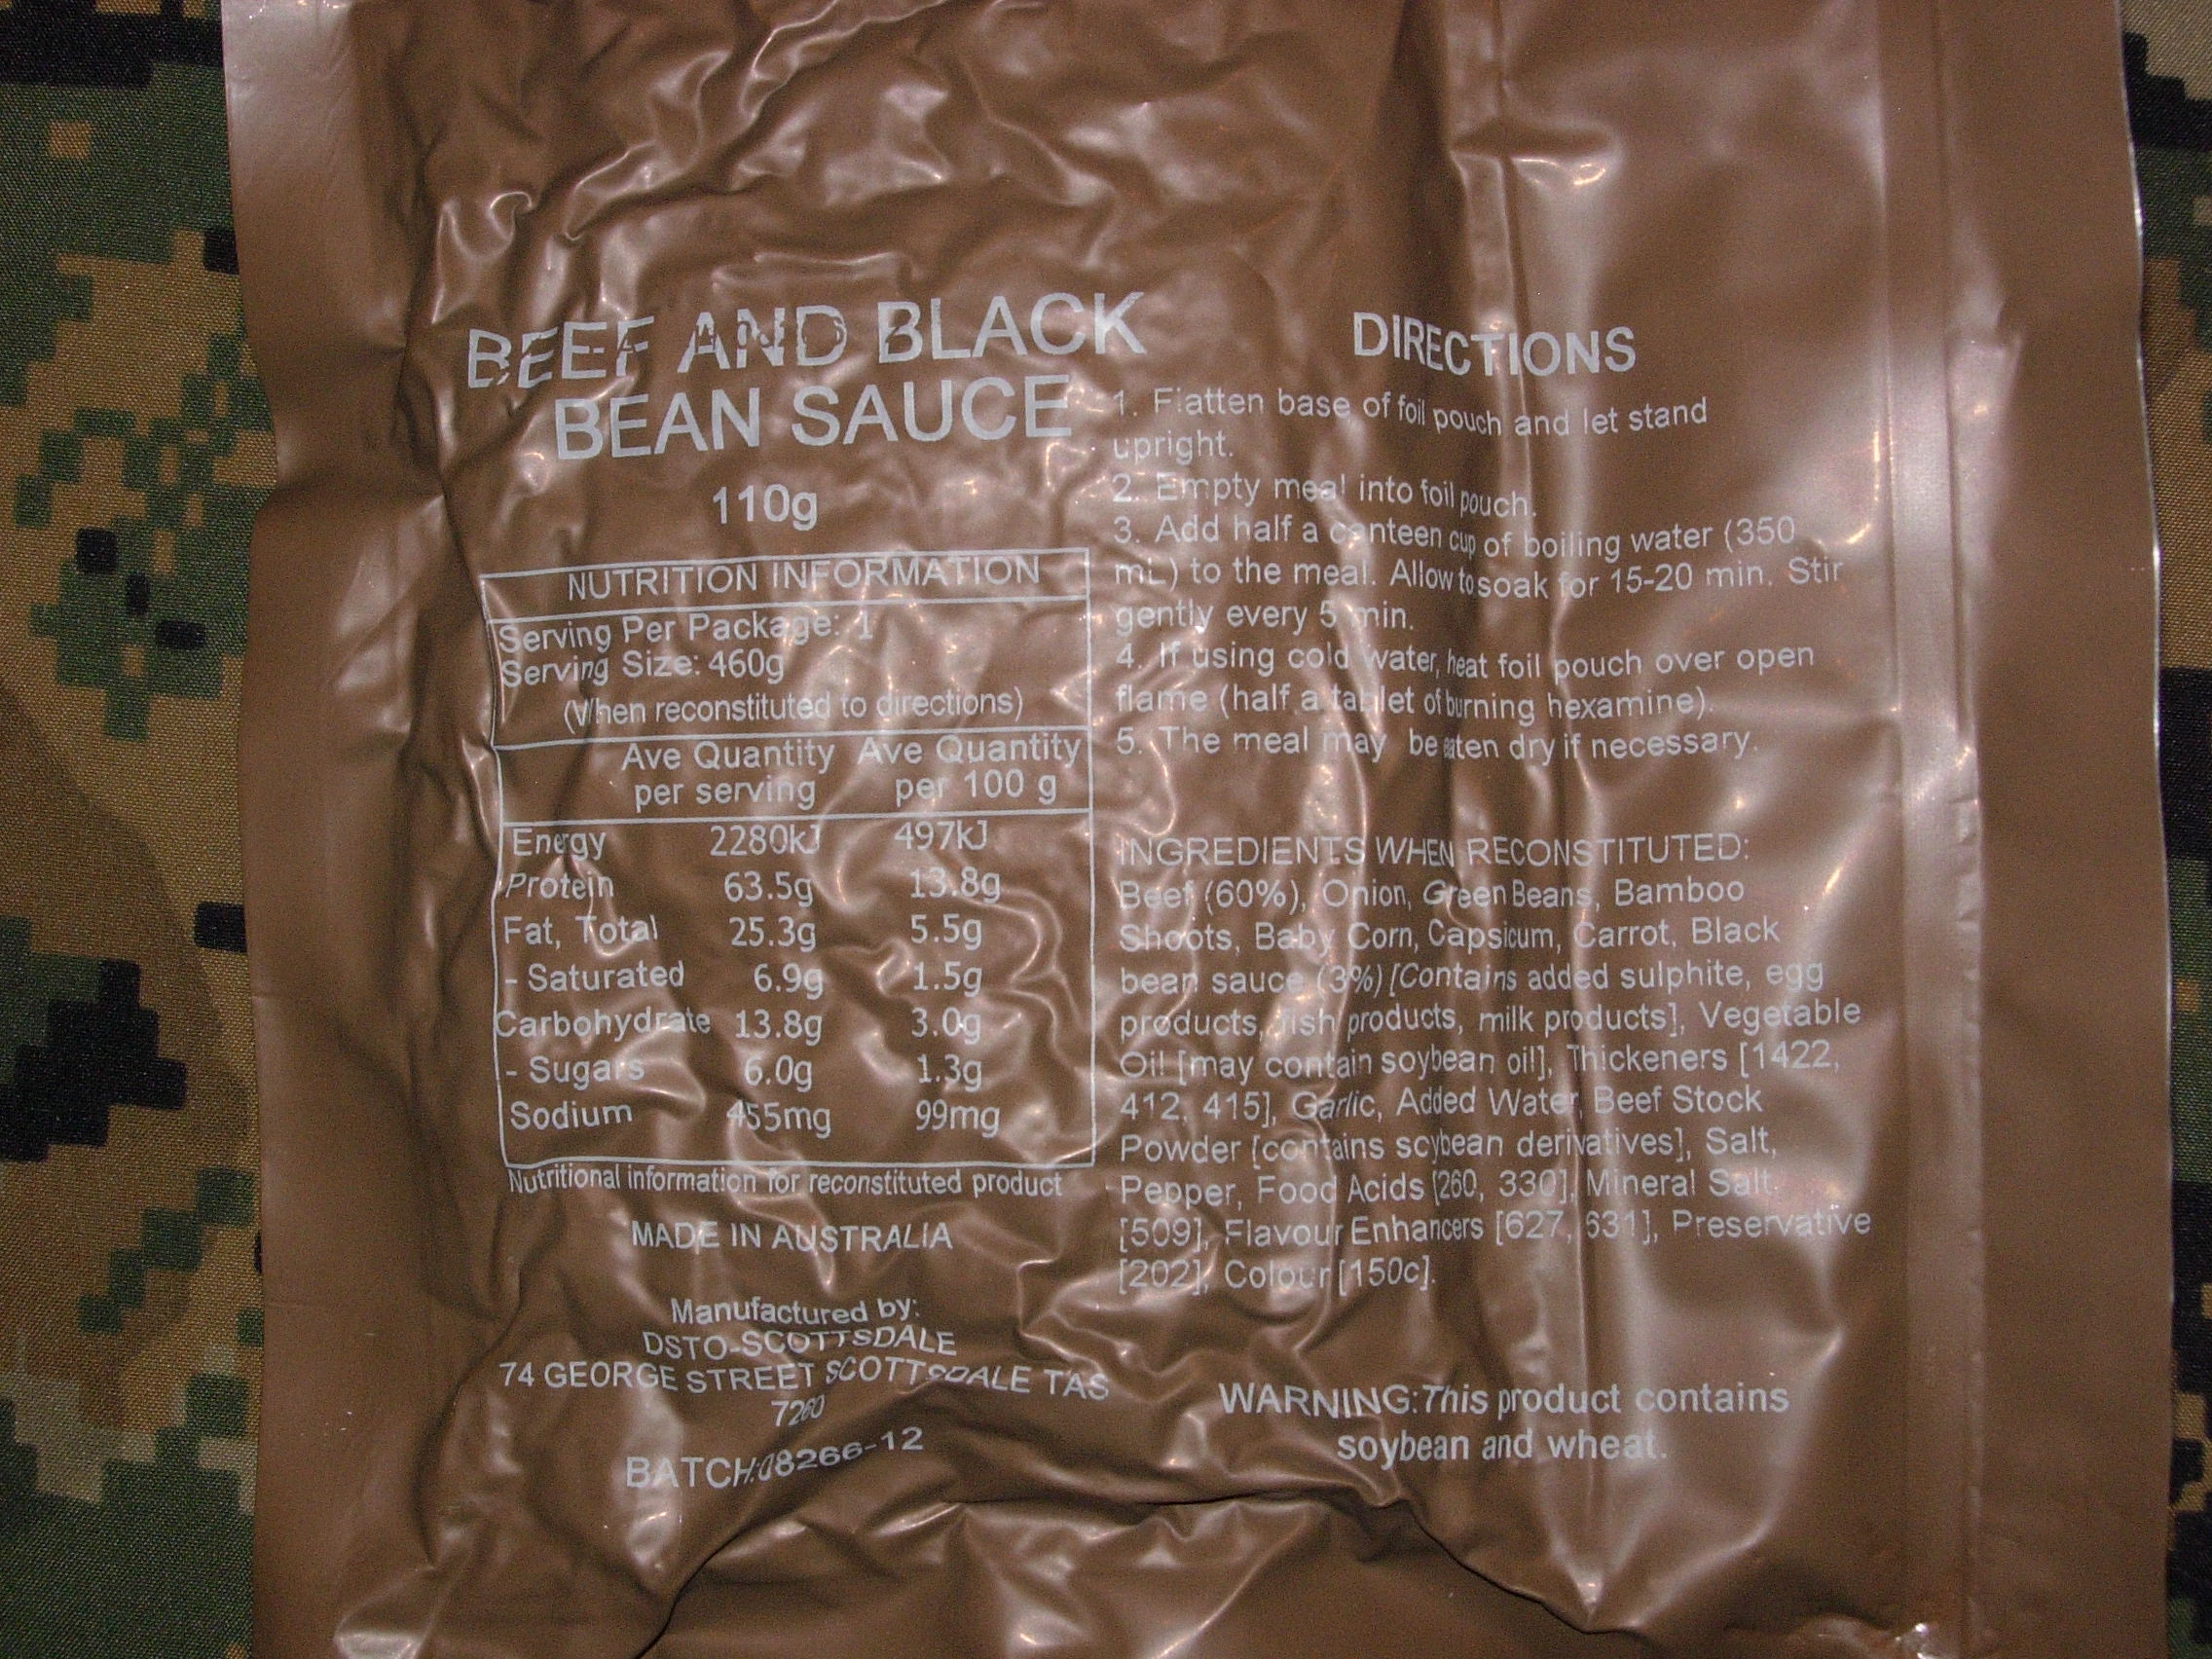 BEEF AND BLACK
BEAN SAUCE
110g
NUTRITION INFORMATION
Serving Per Package: 1
Serving Size: 460g
(When reconstituted to directions)
Ave Quantity Ave Quantity
per serving per 100 g
Energy 2280kJ 497kJ
Protein 63.5g 13.8g
Fat, Total 25.3g 5.5g
- Saturated 6.9g 1.5g
Carbohydrate 13.8g 3.0g
- Sugars 6.0g 1.3g
Sodium 455mg 99mg
Nutritional information for reconstituted product
MADE IN AUSTRALIA
Manufactured by:
DSTO-SCOTTSDALE
74 GEORGE STREET SCOTTSDALE TAS
7260
BATCH:08266-12
DIRECTIONS
1. Flatten base of foil pouch and let stand
upright.
2. Empty meal into foil pouch.
3. Add half a canteen cup of boiling water (350
mL) to the meal. Allow to soak for 15-20 min. Stir
gently every 5 min.
4. If using cold water, heat foil pouch over open
flame (half a tablet of burning hexamine).
5. The meal may be eaten dry if necessary.
INGREDIENTS WHEN RECONSTITUTED:
Beef (60%), Onion, Green Beans, Bamboo
Shoots, Baby Corn, Capsicum, Carrot, Black
bean sauce (3%) [Contains added sulphite, egg
products, fish products, milk products], Vegetable
Oil [may contain soybean oil], Thickeners [1422,
412, 415], Garlic, Added Water, Beef Stock
Powder [contains soybean derivatives], Salt,
Pepper, Food Acids [260, 330], Mineral Salt
[509], Flavour Enhancers [627, 631], Preservative
[202], Colour [150c].
WARNING:This product contains
soybean and wheat.